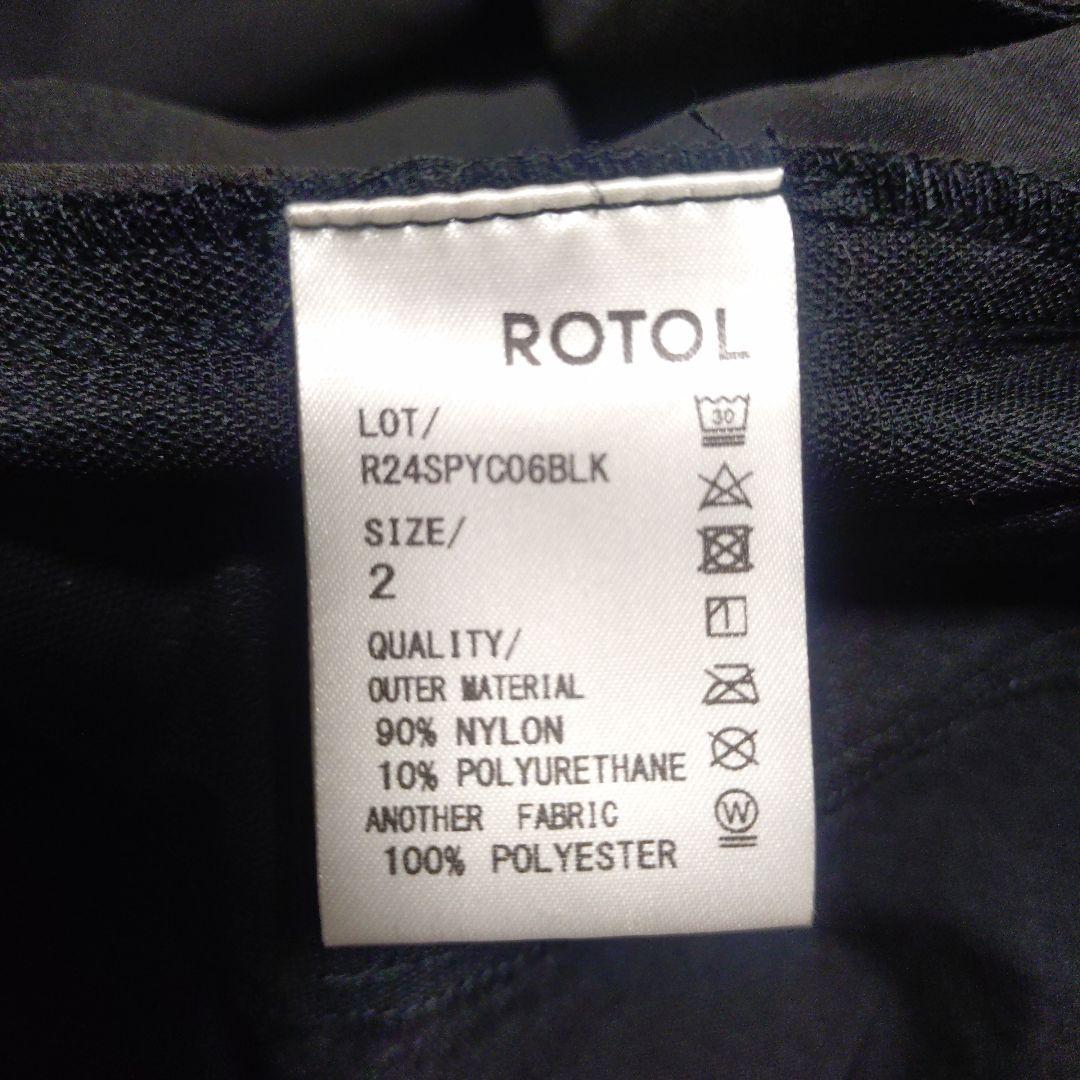 ROTOL
LOT/
R24SPYC06BLK
SIZE/
2
QUALITY/
OUTER MATERIAL
90% NYLON
10% POLYURETHANE
ANOTHER FABRIC
100% POLYESTER
30
W